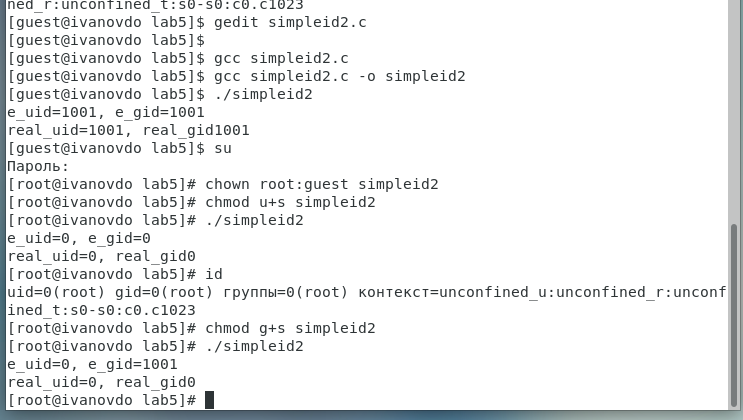 ned_r:unconfined_t:s0-s0:c0.c1023
[guest@ivanovdo lab5]$ gedit simpleid2.c
[guest@ivanovdo lab5]$
[guest@ivanovdo lab5]$ gcc simpleid2.c
[guest@ivanovdo lab5]$ gcc simpleid2.c -o simpleid2
[guest@ivanovdo lab5]$ ./simpleid2
e_uid=1001, e_gid=1001
real_uid=1001, real_gid1001
[guest@ivanovdo lab5]$ su
Пароль:
[root@ivanovdo lab5]# chown root:guest simpleid2
[root@ivanovdo lab5]# chmod u+s simpleid2
[root@ivanovdo lab5]# ./simpleid2
e_uid=0, e_gid=0
real_uid=0, real_gid0
[root@ivanovdo lab5]# id
uid=0(root) gid=0(root) группы=0(root) контекст=unconfined_u:unconfined_r:unconf
ined_t:s0-s0:c0.c1023
[root@ivanovdo lab5]# chmod g+s simpleid2
[root@ivanovdo lab5]# ./simpleid2
e_uid=0, e_gid=1001
real_uid=0, real_gid0
[root@ivanovdo lab5]#